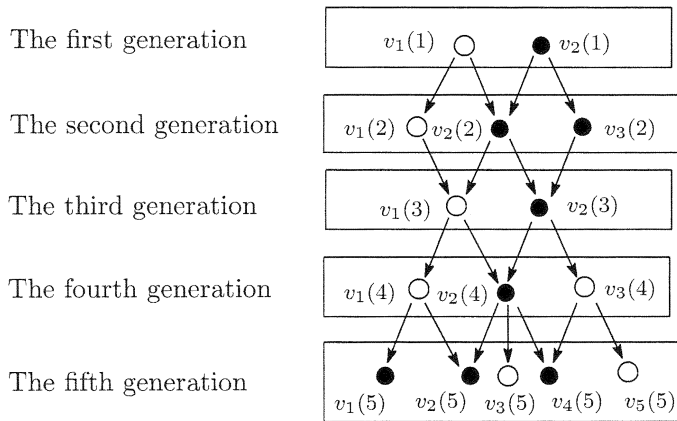 The first generation v₁(1) v₂(1)
The second generation v₁(2) v₂(2) v₃(2)
The third generation v₁(3) v₂(3)
The fourth generation v₁(4) v₂(4) v₃(4)
The fifth generation
v₁(5) v₂(5) v₃(5) v₄(5) v₅(5)